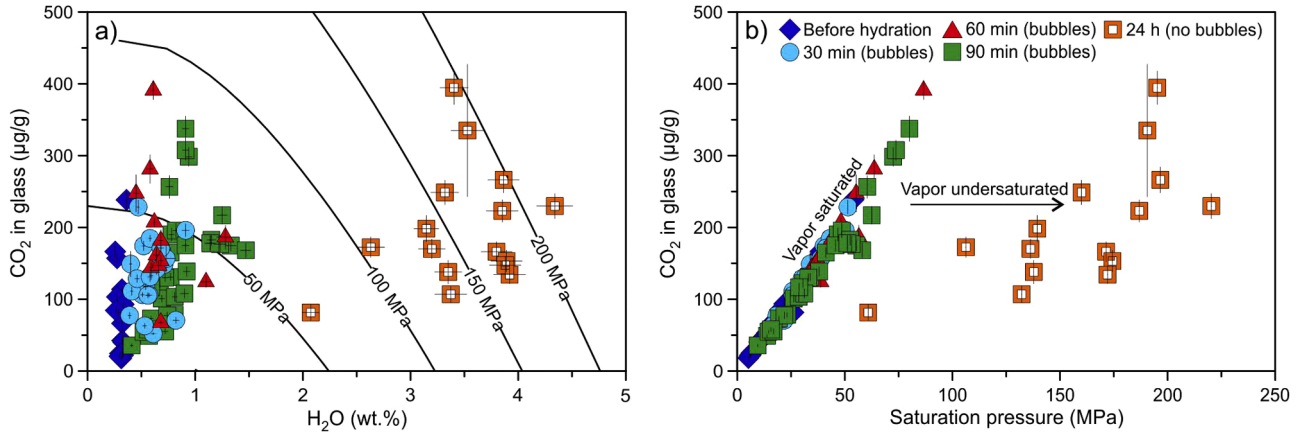 a)
500
400
300
200
100
0
CO₂ in glass (µg/g)
50 MPa
100 MPa
150 MPa
200 MPa
0 1 2 3 4 5
H₂O (wt.%)
b)
Before hydration 60 min (bubbles) 24 h (no bubbles)
30 min (bubbles) 90 min (bubbles)
500
400
300
200
100
0
CO₂ in glass (µg/g)
Vapor saturated
Vapor undersaturated
0 50 100 150 200 250
Saturation pressure (MPa)